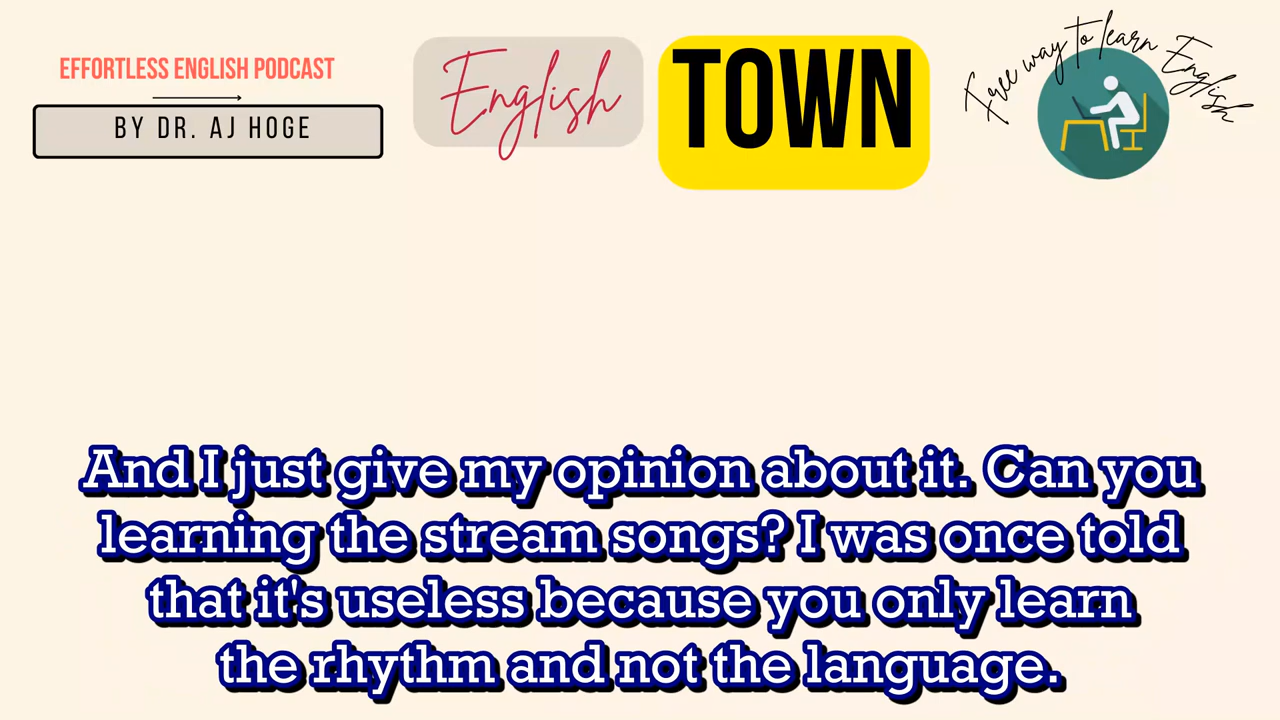 EFFORTLESS ENGLISH PODCAST
BY DR. AJ HOGE
English
TOWN
Free way to learn English
And I just give my opinion about it. Can you
learning the stream songs? I was once told
that it's useless because you only learn
the rhythm and not the language.